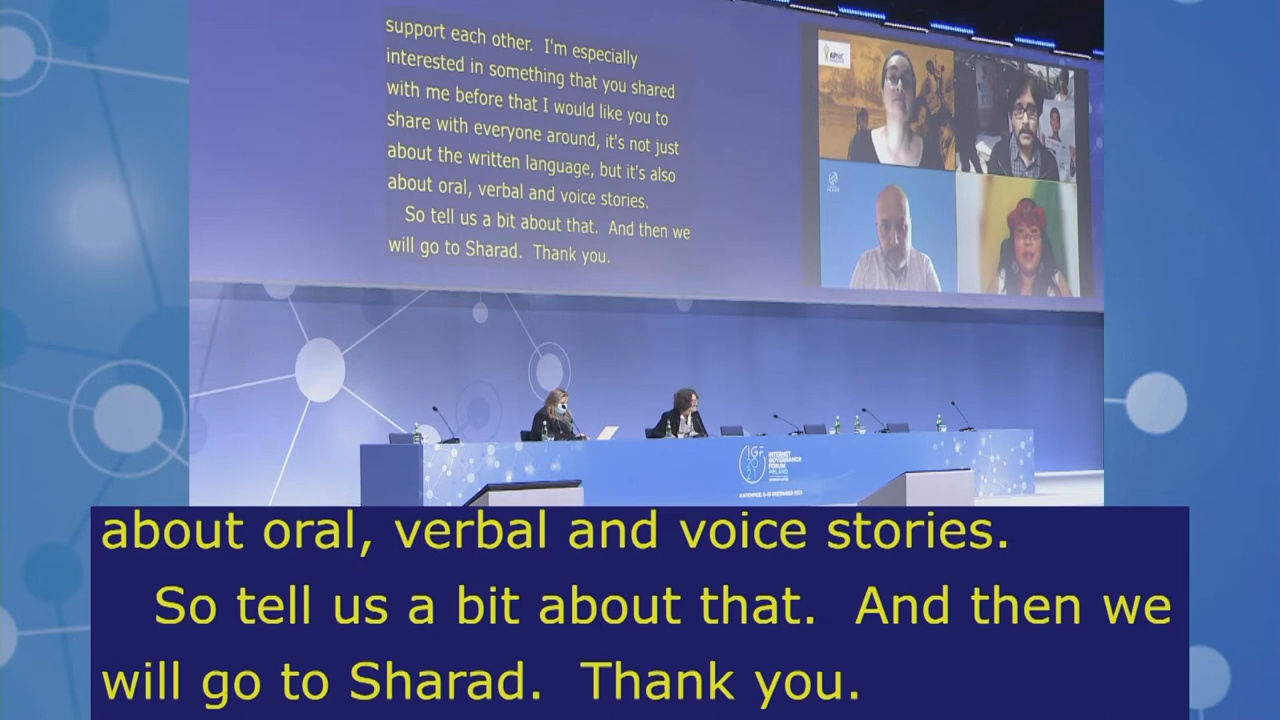 support each other.  I'm especially
interested in something that you shared
with me before that I would like you to
share with everyone around, it's not just
about the written language, but it's also
about oral, verbal and voice stories.
So tell us a bit about that.  And then we
will go to Sharad.  Thank you.
IGF
2021
INTERNET
GOVERNANCE
FORUM
POLAND
about oral, verbal and voice stories.
So tell us a bit about that.  And then we
will go to Sharad.  Thank you.